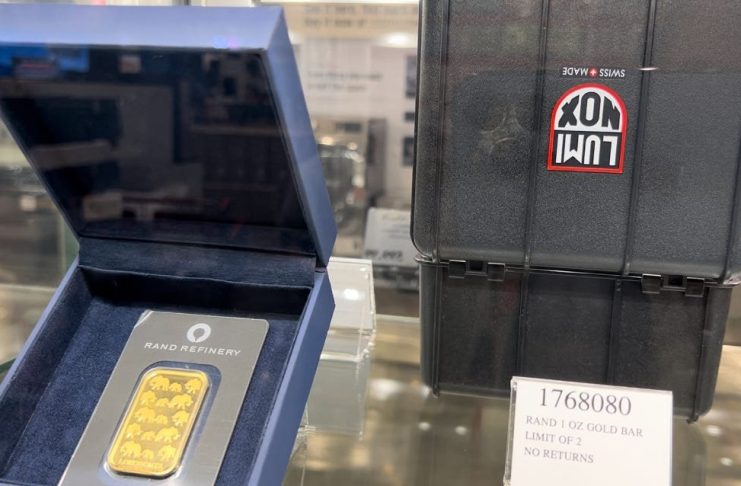 SWISS + MADE
LUMI
NOX
RAND REFINERY
1768080
RAND 1 OZ GOLD BAR
LIMIT OF 2
NO RETURNS